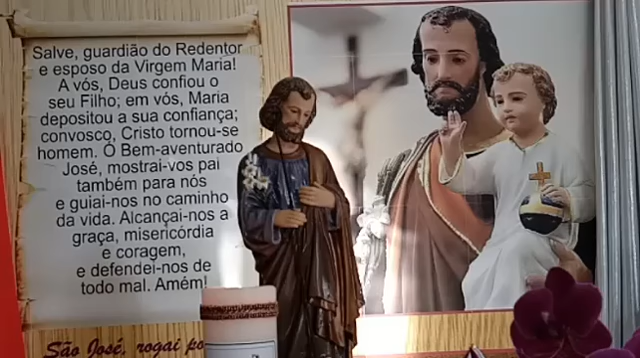 Salve, guardião do Redentor
e esposo da Virgem Maria!
A vós, Deus confiou o
seu Filho; em vós, Maria
depositou a sua confiança;
convosco, Cristo tornou-se
homem. Ó Bem-aventurado
José, mostrai-vos pai
também para nós
e guiai-nos no caminho
da vida. Alcançai-nos a
graça, misericórdia
e coragem,
e defendei-nos de
todo mal. Amém!
São José, rogai po